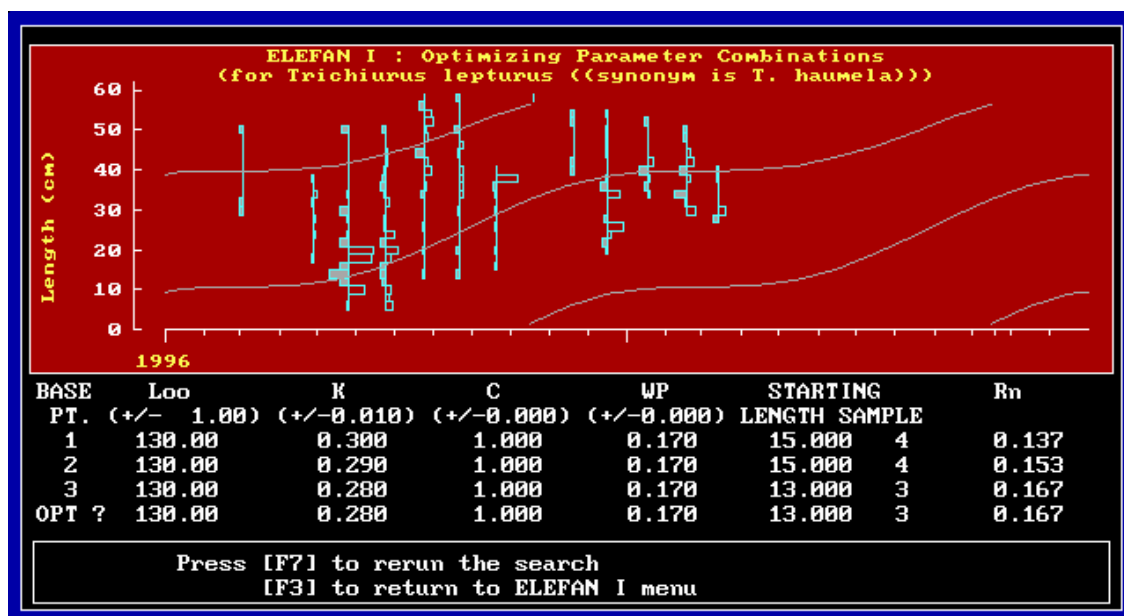 ELEFAN I : Optimizing Parameter Combinations
(for Trichiurus lepturus ((synonym is T. haumela)))
60
50
40
30
20
10
0
Length (cm)
1996
BASE Loo K C WP STARTING Rn
PT. (+/- 1.00) (+/-0.010) (+/-0.000) (+/-0.000) LENGTH SAMPLE
1 130.00 0.300 1.000 0.170 15.000 4 0.137
2 130.00 0.290 1.000 0.170 15.000 4 0.153
3 130.00 0.280 1.000 0.170 13.000 3 0.167
OPT ? 130.00 0.280 1.000 0.170 13.000 3 0.167
Press [F7] to rerun the search
[F3] to return to ELEFAN I menu